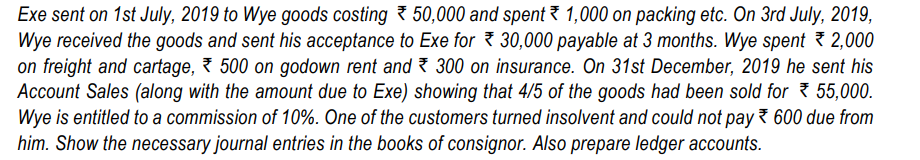 Exe sent on 1st July, 2019 to Wye goods costing ₹ 50,000 and spent ₹ 1,000 on packing etc. On 3rd July, 2019,
Wye received the goods and sent his acceptance to Exe for ₹ 30,000 payable at 3 months. Wye spent ₹ 2,000
on freight and cartage, ₹ 500 on godown rent and ₹ 300 on insurance. On 31st December, 2019 he sent his
Account Sales (along with the amount due to Exe) showing that 4/5 of the goods had been sold for ₹ 55,000.
Wye is entitled to a commission of 10%. One of the customers turned insolvent and could not pay ₹ 600 due from
him. Show the necessary journal entries in the books of consignor. Also prepare ledger accounts.